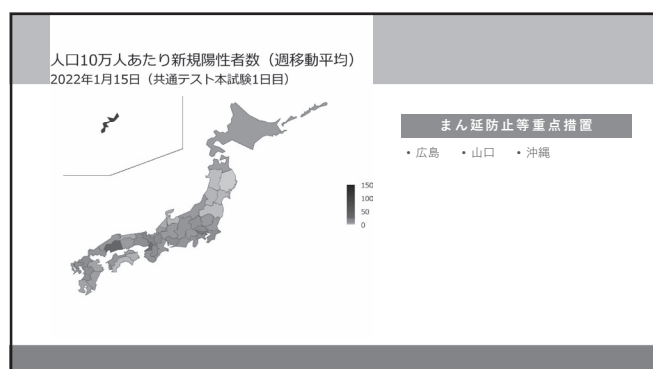 人口10万人あたり新規陽性者数（週移動平均）
2022年1月15日（共通テスト本試験1日目）
まん延防止等重点措置
• 広島 • 山口 • 沖縄
150
100
50
0